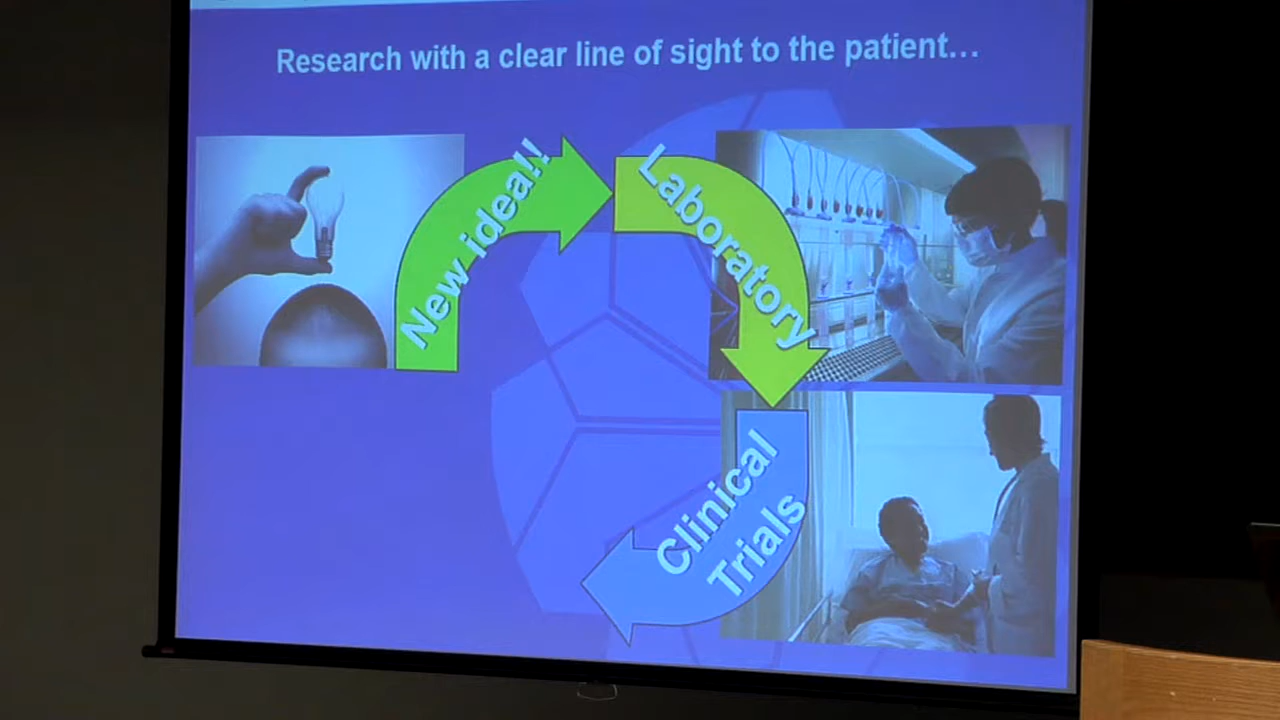 Research with a clear line of sight to the patient…
New idea!!
Laboratory
Clinical
Trials